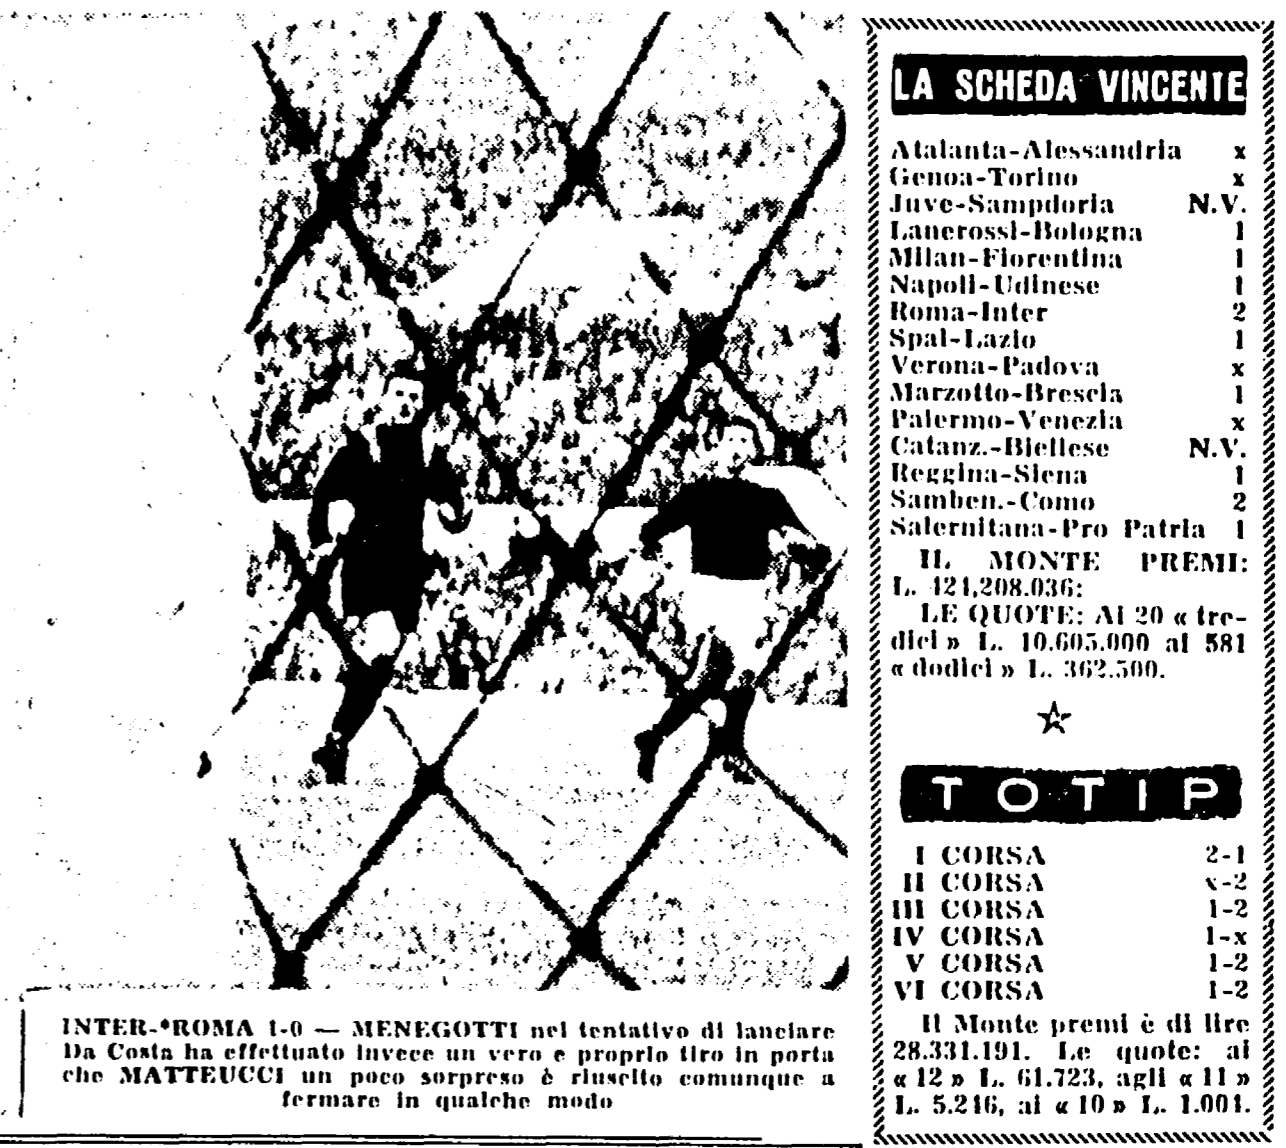 INTER-*ROMA 1-0 — MENEGOTTI nel tentativo di lanciare
Da Costa ha effettuato invece un vero e proprio tiro in porta
che MATTEUCCI un poco sorpreso è riuscito comunque a
fermare in qualche modo
LA SCHEDA VINCENTE
Atalanta-Alessandria x
Genoa-Torino x
Juve-Sampdoria N.V.
Lanerossi-Bologna 1
Milan-Fiorentina 1
Napoli-Udinese 1
Roma-Inter 2
Spal-Lazio 1
Verona-Padova x
Marzotto-Brescia 1
Palermo-Venezia x
Catanz.-Biellese N.V.
Reggina-Siena 1
Samben.-Como 2
Salernitana-Pro Patria 1
IL MONTE PREMI:
L. 424.208.036;
LE QUOTE: Ai 20 « tre-
dici » L. 10.605.000 ai 581
« dodici » L. 362.500.
TOTIP
I CORSA 2-1
II CORSA x-2
III CORSA 1-2
IV CORSA 1-x
V CORSA 1-2
VI CORSA 1-2
Il Monte premi è di lire
28.331.191. Le quote: ai
« 12 » L. 61.723, agli « 11 »
L. 5.246, ai « 10 » L. 1.001.